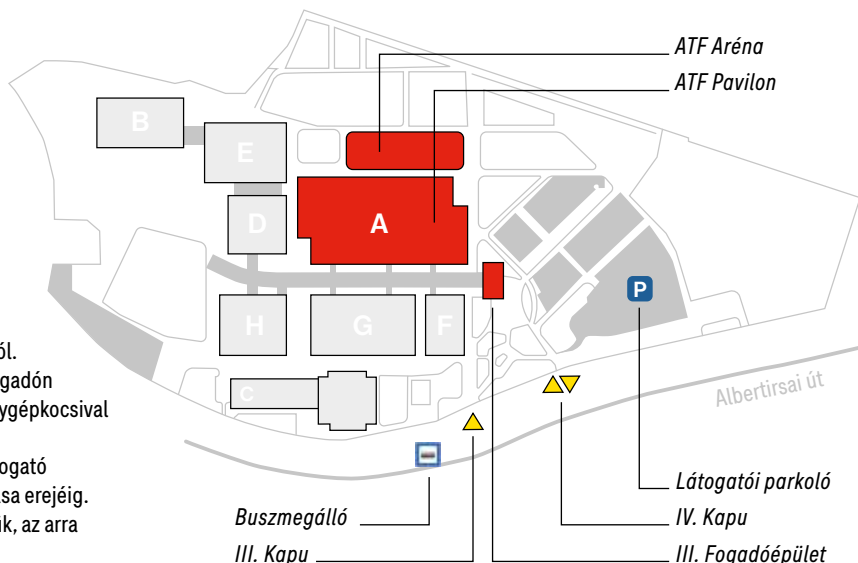 ATF Aréna
ATF Pavilon
B
E
D
A
P
H
G
F
C
Albertirsai út
gadón
ygépkocsival
ogató
sa erejéig.
k, az arra
Látogatói parkoló
Buszmegálló
IV. Kapu
III. Kapu
III. Fogadóépület